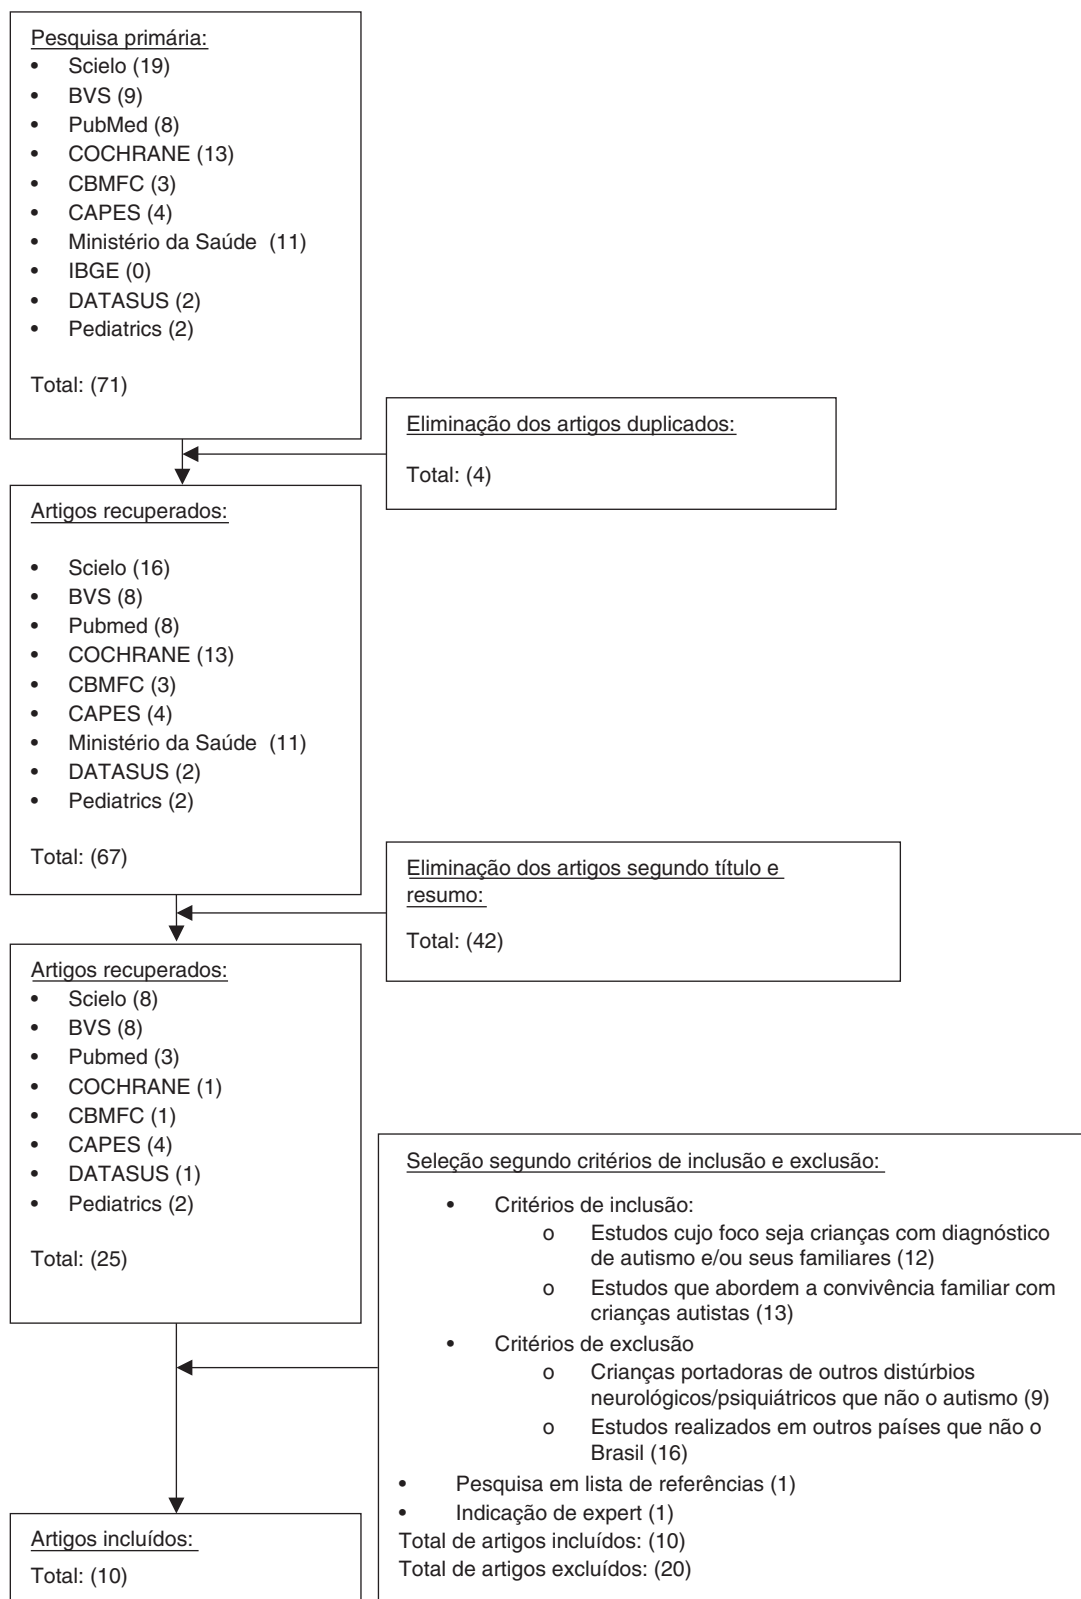 Pesquisa primária:
• Scielo (19)
• BVS (9)
• PubMed (8)
• COCHRANE (13)
• CBMFC (3)
• CAPES (4)
• Ministério da Saúde (11)
• IBGE (0)
• DATASUS (2)
• Pediatrics (2)
Total: (71)
Eliminação dos artigos duplicados:
Total: (4)
Artigos recuperados:
• Scielo (16)
• BVS (8)
• Pubmed (8)
• COCHRANE (13)
• CBMFC (3)
• CAPES (4)
• Ministério da Saúde (11)
• DATASUS (2)
• Pediatrics (2)
Total: (67)
Eliminação dos artigos segundo título e
resumo:
Total: (42)
Artigos recuperados:
• Scielo (8)
• BVS (8)
• Pubmed (3)
• COCHRANE (1)
• CBMFC (1)
• CAPES (4)
• DATASUS (1)
• Pediatrics (2)
Total: (25)
Seleção segundo critérios de inclusão e exclusão:
• Critérios de inclusão:
o Estudos cujo foco seja crianças com diagnóstico
de autismo e/ou seus familiares (12)
o Estudos que abordem a convivência familiar com
crianças autistas (13)
• Critérios de exclusão
o Crianças portadoras de outros distúrbios
neurológicos/psiquiátricos que não o autismo (9)
o Estudos realizados em outros países que não o
Brasil (16)
• Pesquisa em lista de referências (1)
• Indicação de expert (1)
Total de artigos incluídos: (10)
Total de artigos excluídos: (20)
Artigos incluídos:
Total: (10)